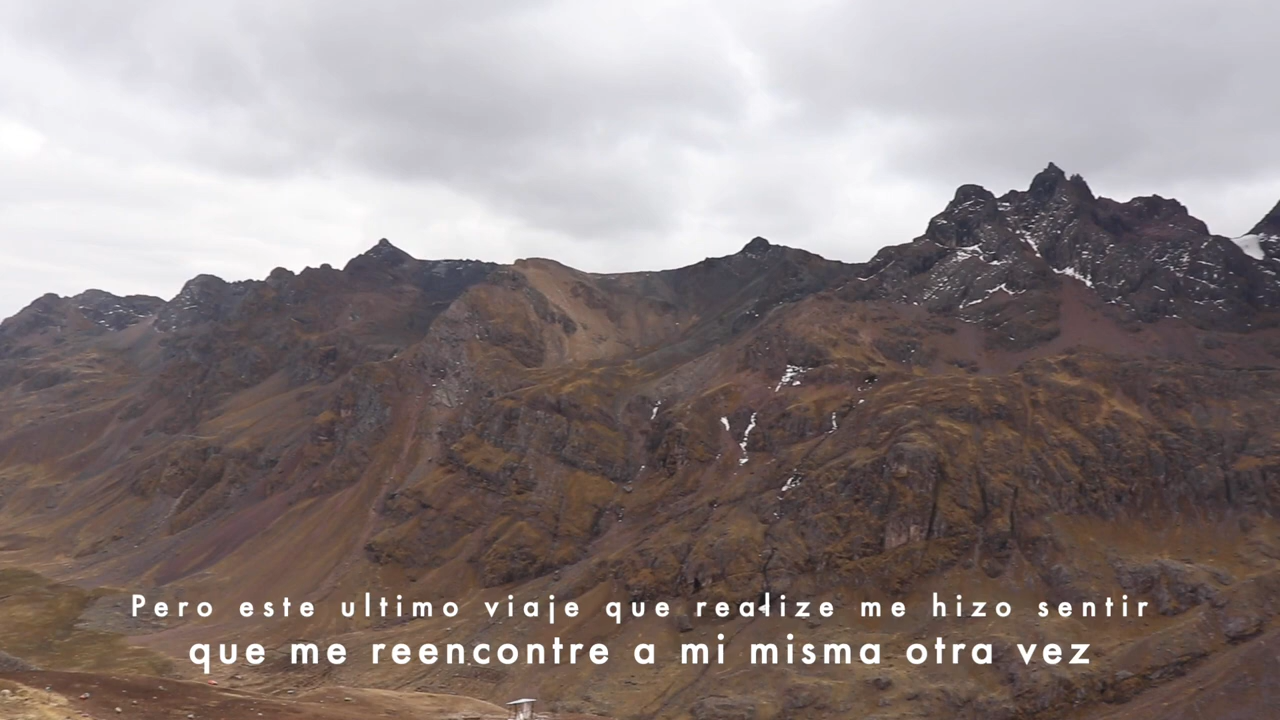 Pero este ultimo viaje que realize me hizo sentir
que me reencontre a mi misma otra vez